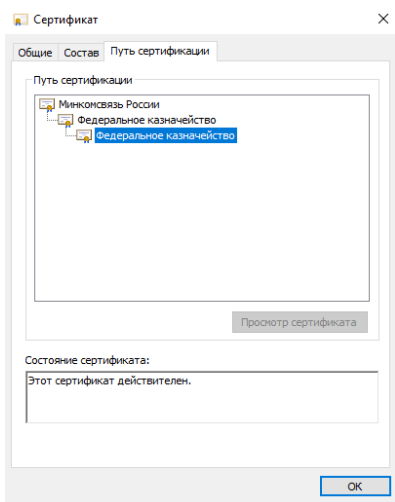 Сертификат
Общие Состав Путь сертификации
Путь сертификации
Минкомсвязь России
Федеральное казначейство
Федеральное казначейство
Просмотр сертификата
Состояние сертификата:
Этот сертификат действителен.
ОК